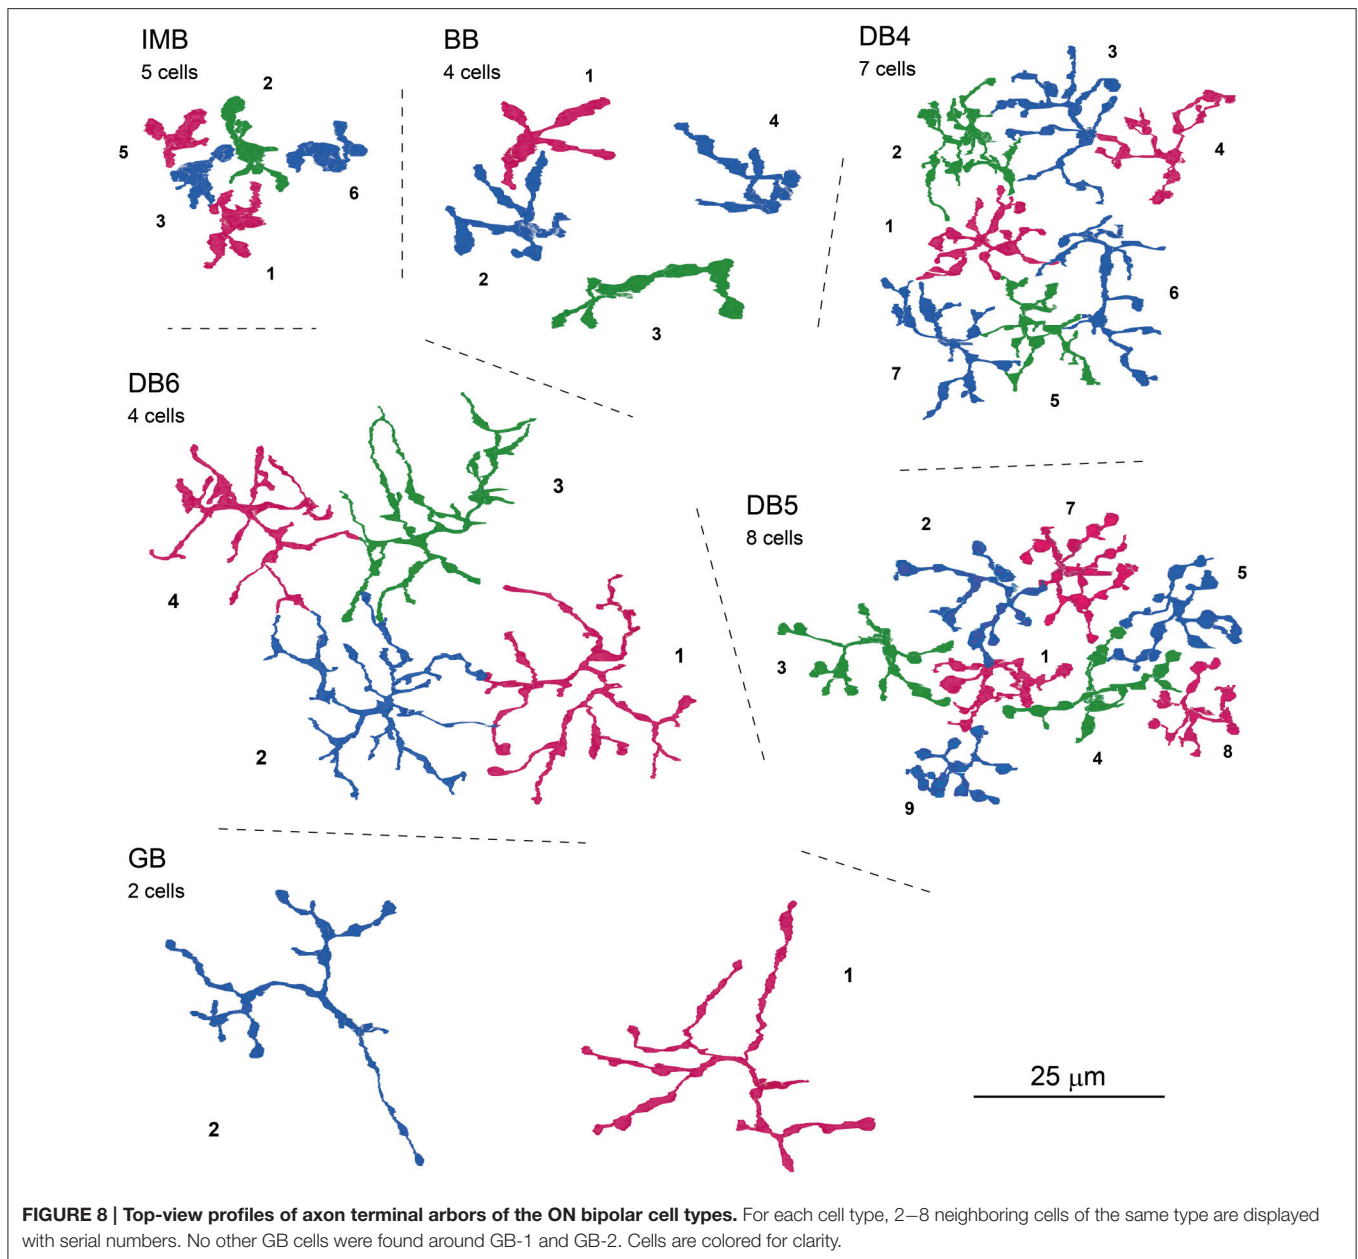 IMB
5 cells
2
5
3
6
1
BB
4 cells
1
4
2
3
DB4
7 cells
3
2
4
1
6
7
5
DB6
4 cells
3
4
1
2
DB5
8 cells
2
7
5
3
1
4
8
9
GB
2 cells
1
2
25 μm
FIGURE 8 | Top-view profiles of axon terminal arbors of the ON bipolar cell types. For each cell type, 2–8 neighboring cells of the same type are displayed
with serial numbers. No other GB cells were found around GB-1 and GB-2. Cells are colored for clarity.